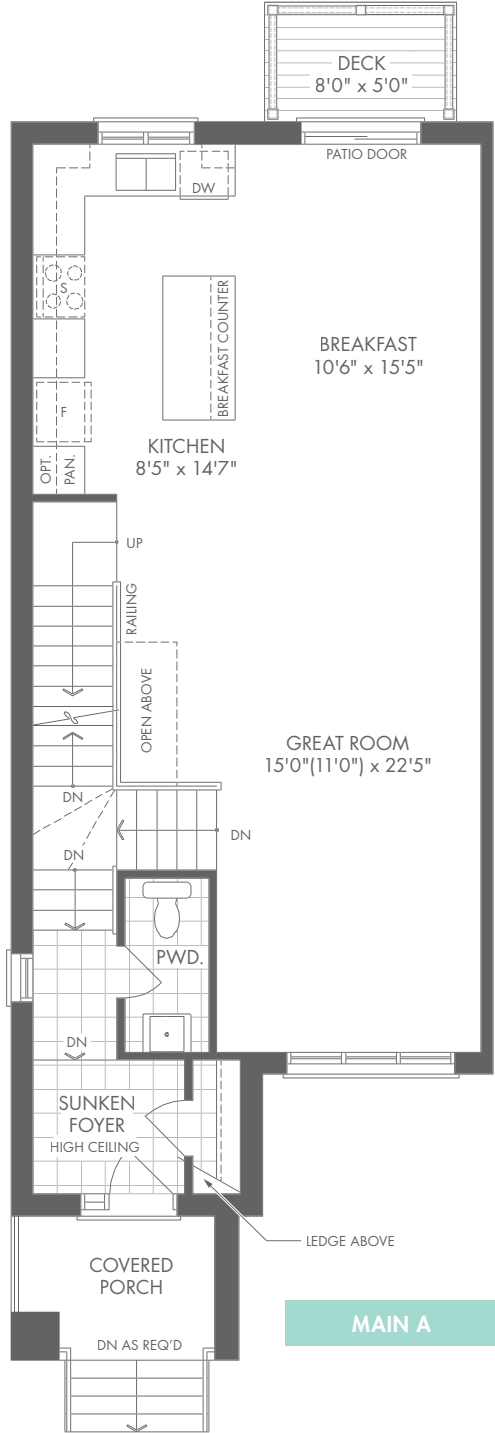 DECK
8'0" x 5'0"
PATIO DOOR
DW
S
BREAKFAST COUNTER
BREAKFAST
10'6" x 15'5"
F
KITCHEN
8'5" x 14'7"
OPT.
PAN.
UP
RAILING
OPEN ABOVE
GREAT ROOM
15'0"(11'0") x 22'5"
DN
DN
DN
PWD.
DN
SUNKEN
FOYER
HIGH CEILING
LEDGE ABOVE
COVERED
PORCH
MAIN A
DN AS REQ'D